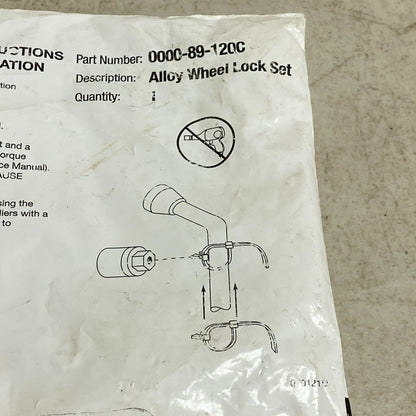 UCTIONS
ATION
tion
Part Number: 0000-89-120C
Description: Alloy Wheel Lock Set
Quantity: 1
t and a
orque
ce Manual).
AUSE
sing the
liers with a
to